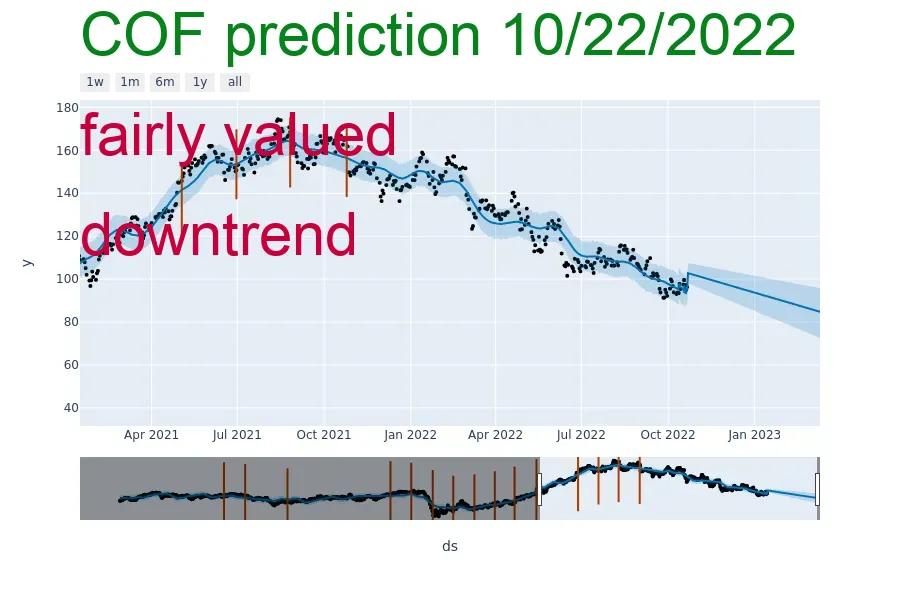 COF prediction 10/22/2022
1w 1m 6m 1y all
180
fairly valued
160
140
downtrend
120
y
100
80
60
40
Apr 2021 Jul 2021 Oct 2021 Jan 2022 Apr 2022 Jul 2022 Oct 2022 Jan 2023
ds